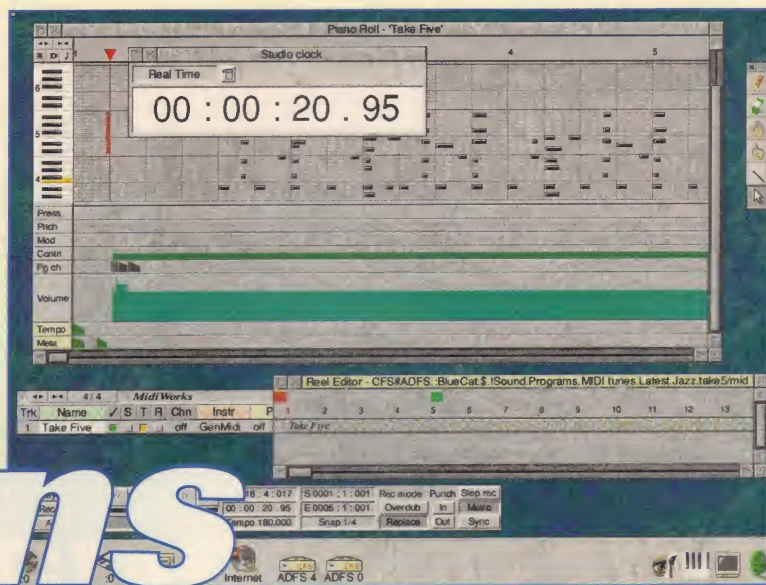 Piano Roll - 'Take Five'
Studio clock
4
5
Real Time
00 : 00 : 20 . 95
6
5
4
Press
Pitch
Mod
Contrl
Pg ch
Volume
Tempo
Meta
Reel Editor - CFS#ADFS::BlueCat.$.!Sound.Programs.MIDI tunes.Latest.Jazz.take5/mid
1 2 3 4 5 6 7 8 9 10 11 12 13
Take Five
4/4 MidiWorks
Trk Name ✓ S T R Chn Instr P
1 Take Five off GenMidi off
ns
16 : 4 : 017 S 0001 : 1 : 001 Rec mode Punch Step rec
00 : 00 : 20 . 95 E 0005 : 1 : 001 Overdub In Metro
Tempo 180.000 Snap 1/4 Replace Out Sync
:0
:0
Internet
ADFS 4
ADFS 0